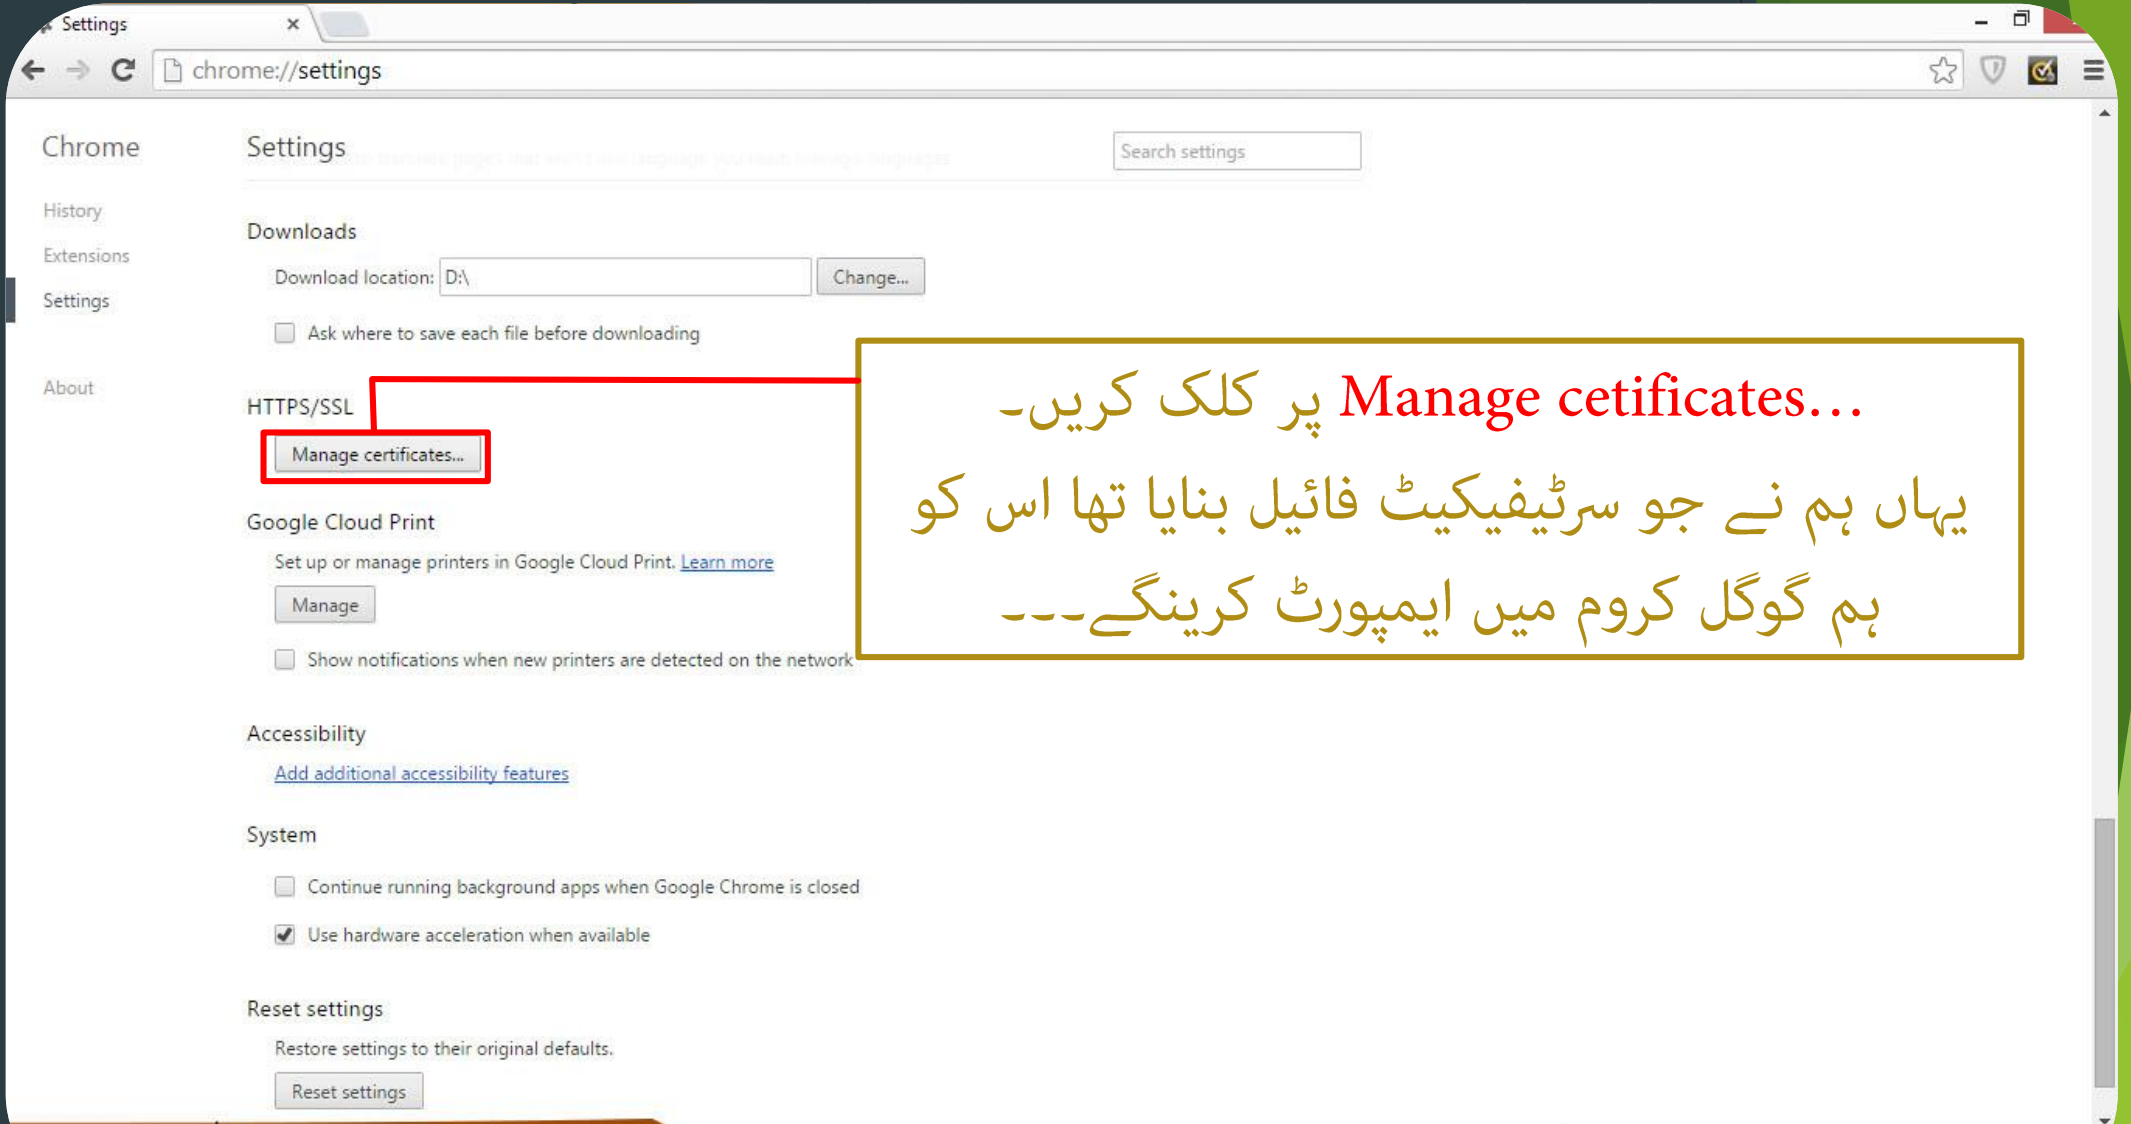 Settings
chrome://settings
Chrome
Settings
Search settings
History
Extensions
Settings
About
Downloads
Download location: D:\
Change...
Ask where to save each file before downloading
HTTPS/SSL
Manage certificates...
Manage cetificates... پر کلک کریں۔
یہاں ہم نے جو سرٹیفیکیٹ فائیل بنایا تھا اس کو
ہم گوگل کروم میں ایمپورٹ کرینگے۔۔۔
Google Cloud Print
Set up or manage printers in Google Cloud Print. Learn more
Manage
Show notifications when new printers are detected on the network
Accessibility
Add additional accessibility features
System
Continue running background apps when Google Chrome is closed
Use hardware acceleration when available
Reset settings
Restore settings to their original defaults.
Reset settings